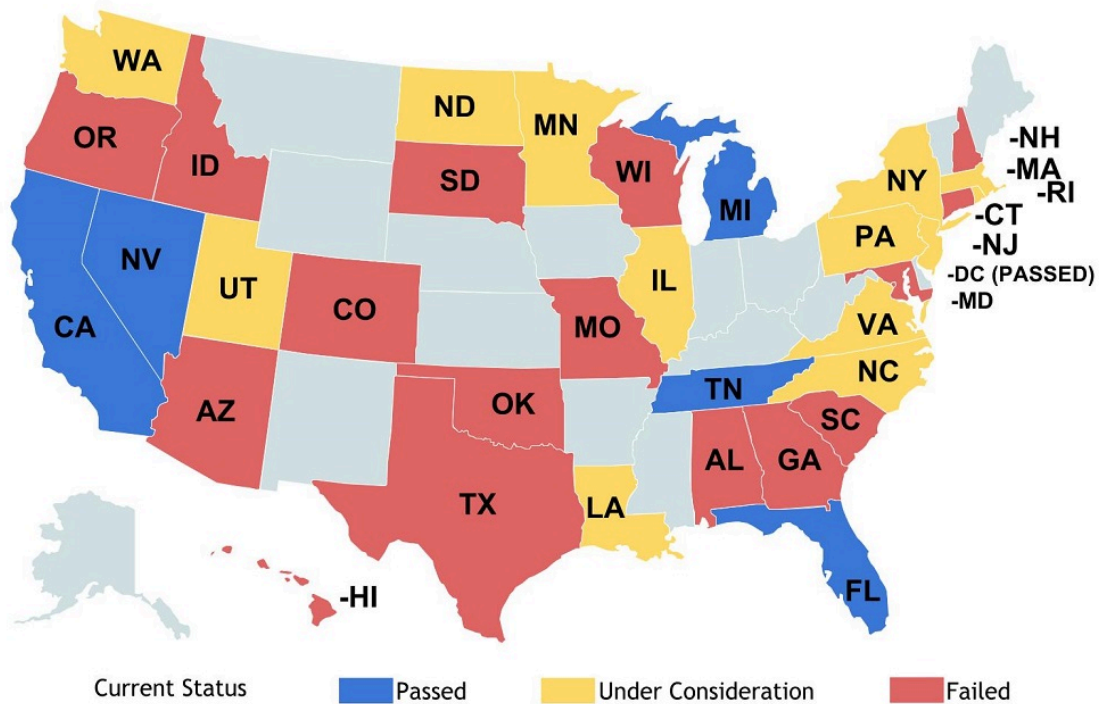 WA
ND
MN
OR
ID
SD
WI
MI
NY
-NH
-MA
-RI
-CT
-NJ
PA
-DC (PASSED)
-MD
NV
UT
CO
IL
MO
VA
CA
NC
TN
AZ
OK
SC
AL
GA
TX
LA
FL
-HI
Current Status
Passed
Under Consideration
Failed